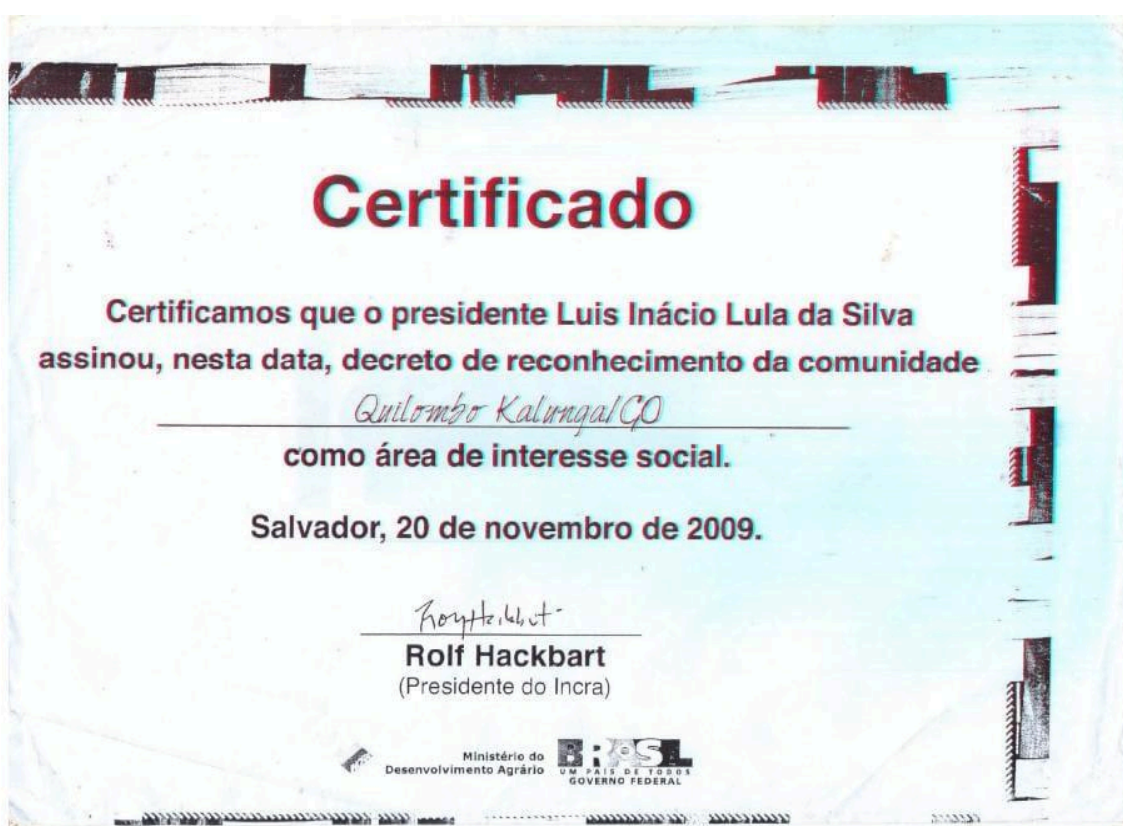 Certificado
Certificamos que o presidente Luis Inácio Lula da Silva
assinou, nesta data, decreto de reconhecimento da comunidade
Quilombo Kalunga/GO
como área de interesse social.
Salvador, 20 de novembro de 2009.
Rolf Hackbart
(Presidente do Incra)
Ministério do
Desenvolvimento Agrário
BRASIL
UM PAÍS DE TODOS
GOVERNO FEDERAL